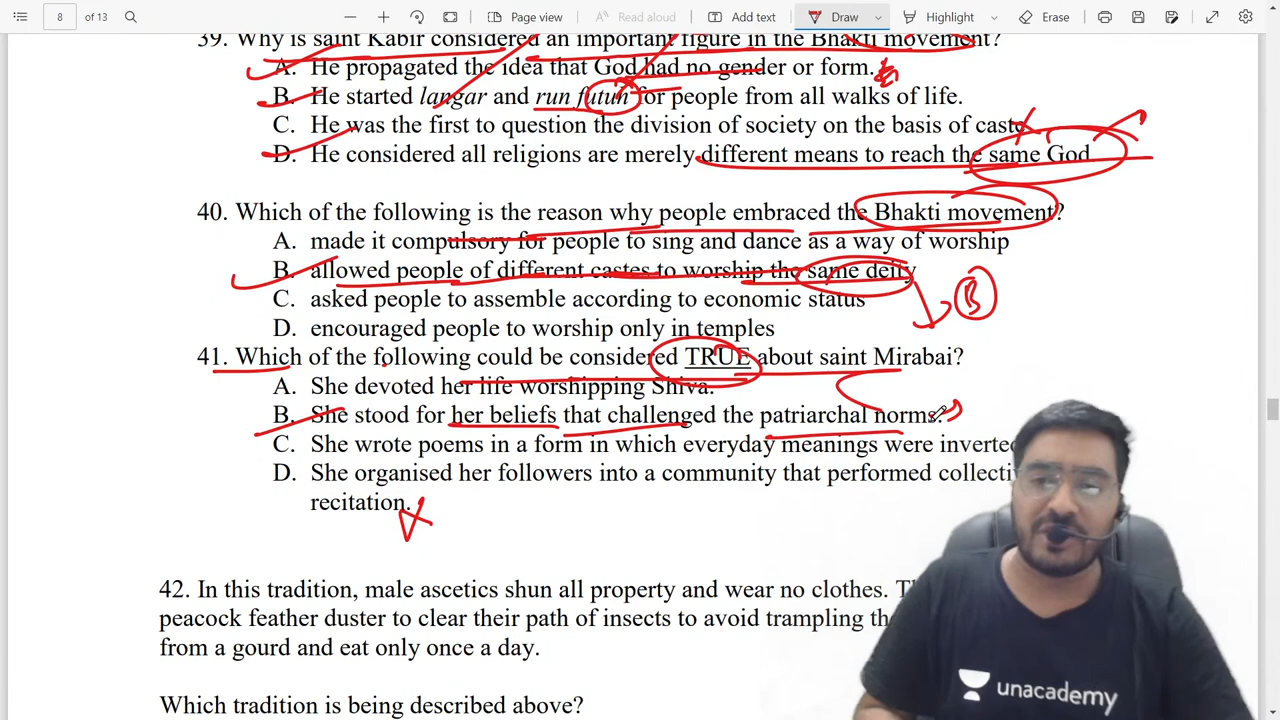 8 of 13 Page view Read aloud Add text Draw Highlight Erase
39. Why is saint Kabir considered an important figure in the Bhakti movement?
A. He propagated the idea that God had no gender or form.
B. He started langar and run futun for people from all walks of life.
C. He was the first to question the division of society on the basis of caste
D. He considered all religions are merely different means to reach the same God
40. Which of the following is the reason why people embraced the Bhakti movement?
A. made it compulsory for people to sing and dance as a way of worship
B. allowed people of different castes to worship the same deity
B
C. asked people to assemble according to economic status
D. encouraged people to worship only in temples
41. Which of the following could be considered TRUE about saint Mirabai?
A. She devoted her life worshipping Shiva.
B. She stood for her beliefs that challenged the patriarchal norms.
C. She wrote poems in a form in which everyday meanings were inverted
D. She organised her followers into a community that performed collecti
recitation.
42. In this tradition, male ascetics shun all property and wear no clothes.
peacock feather duster to clear their path of insects to avoid trampling
from a gourd and eat only once a day.
Which tradition is being described above?
unacademy